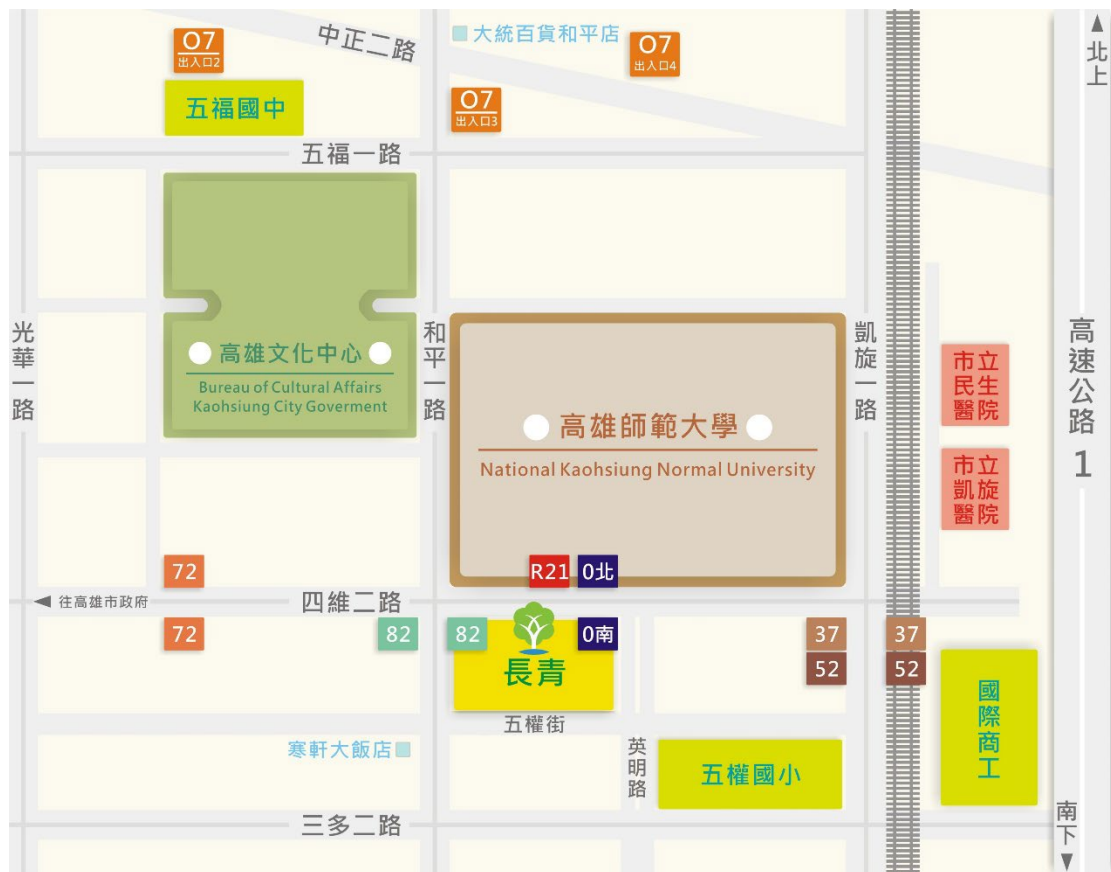 O7
出入口2
中正二路
大統百貨和平店
O7
出入口4
北上
五福國中
O7
出入口3
五福一路
光華一路
高雄文化中心
Bureau of Cultural Affairs
Kaohsiung City Goverment
和平一路
高雄師範大學
National Kaohsiung Normal University
凱旋一路
市立
民生
醫院
市立
凱旋
醫院
高速公路
1
72
R21
0北
往高雄市政府
四維二路
72
82
82
0南
37
37
52
52
長青
五權街
國際商工
寒軒大飯店
英明路
五權國小
三多二路
南下